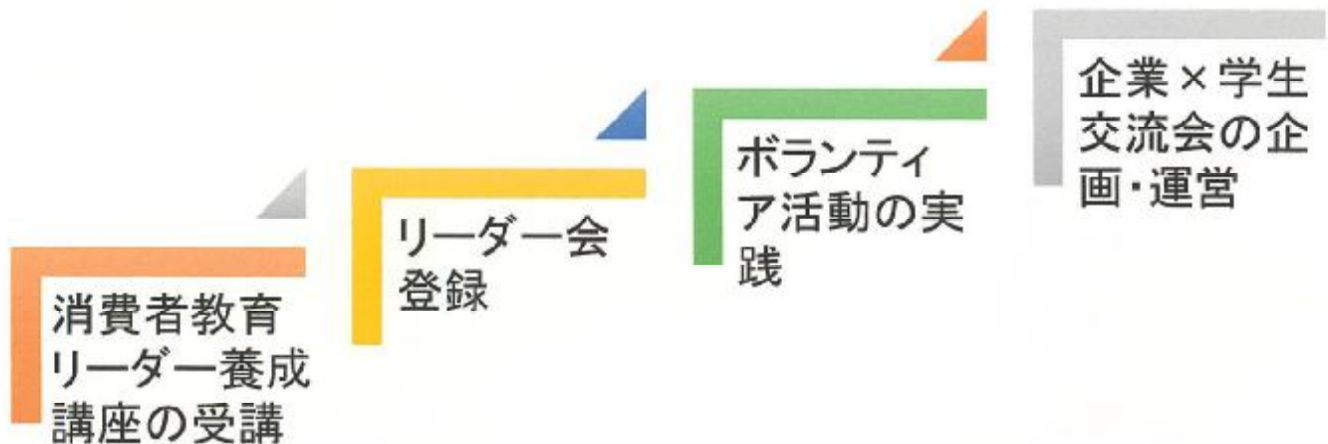 消費者教育
リーダー養成
講座の受講
リーダー会
登録
ボランティ
ア活動の実
践
企業×学生
交流会の企
画・運営